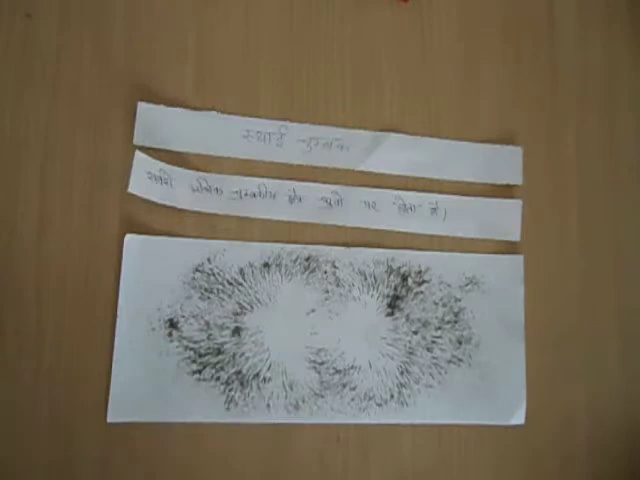 स्थाई चुम्बक
सबसे अधिक चुम्बकीय क्षेत्र ध्रुवों पर होता है।